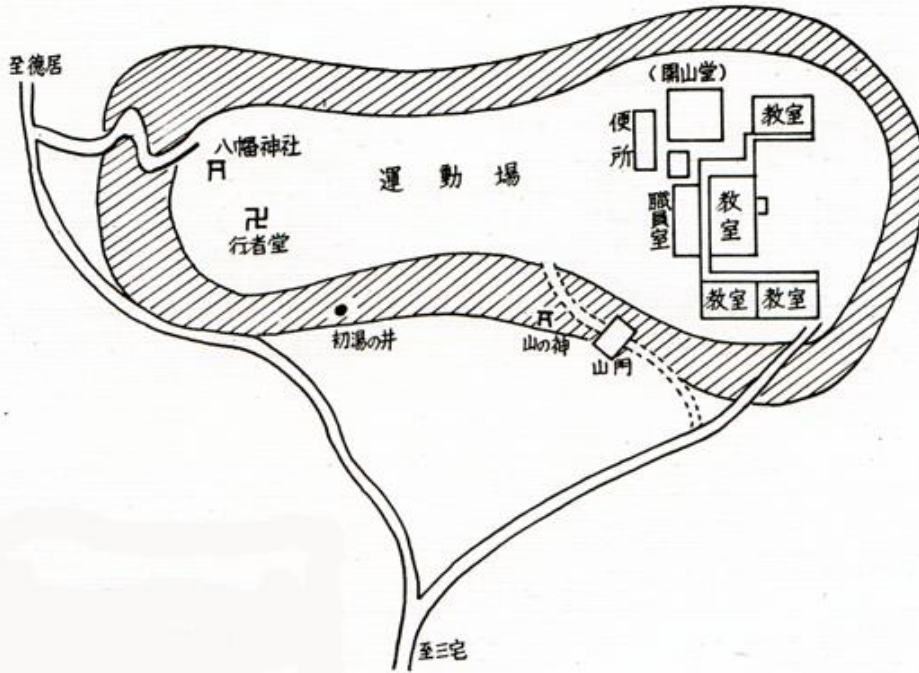 至德居
(開山堂)
便所
教室
八幡神社
運動場
職員室
教室
行者堂
教室
教室
初湯の井
山の神
山門
至三宅